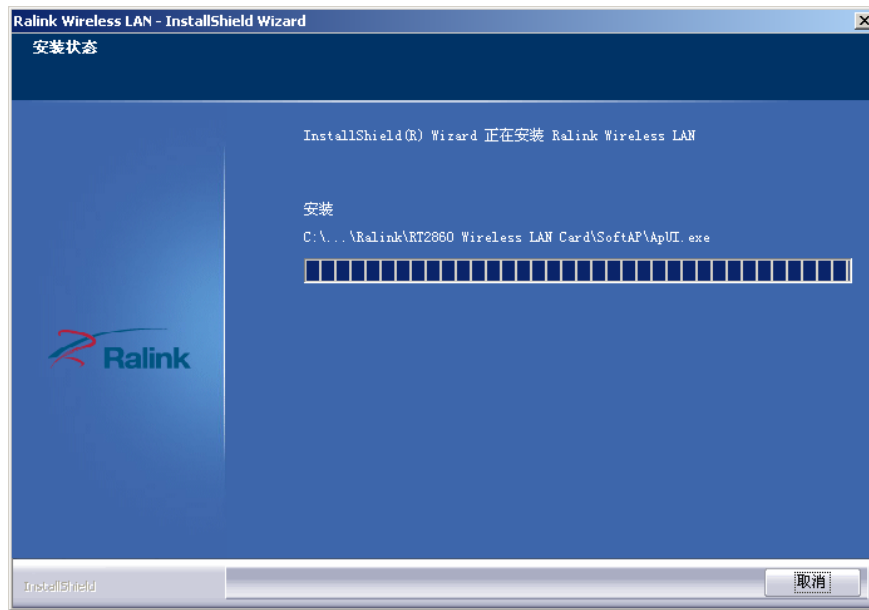 Ralink Wireless LAN - InstallShield Wizard
安装状态
InstallShield(R) Wizard 正在安装 Ralink Wireless LAN
安装
C:\...\Ralink\RT2860 Wireless LAN Card\SoftAP\ApUI.exe
Ralink
InstallShield
取消